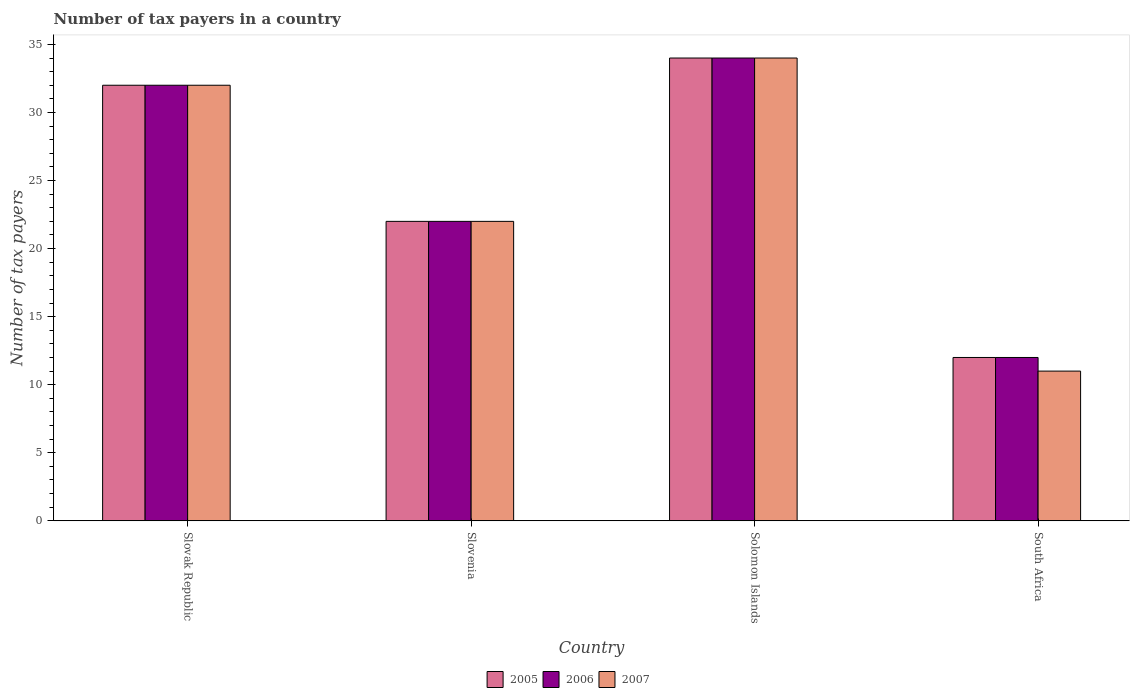 Number of tax payers in a country
Number of tax payers
35
30
25
20
15
10
5
0
Slovak Republic
Slovenia
Solomon Islands
South Africa
Country
2005 2006 2007